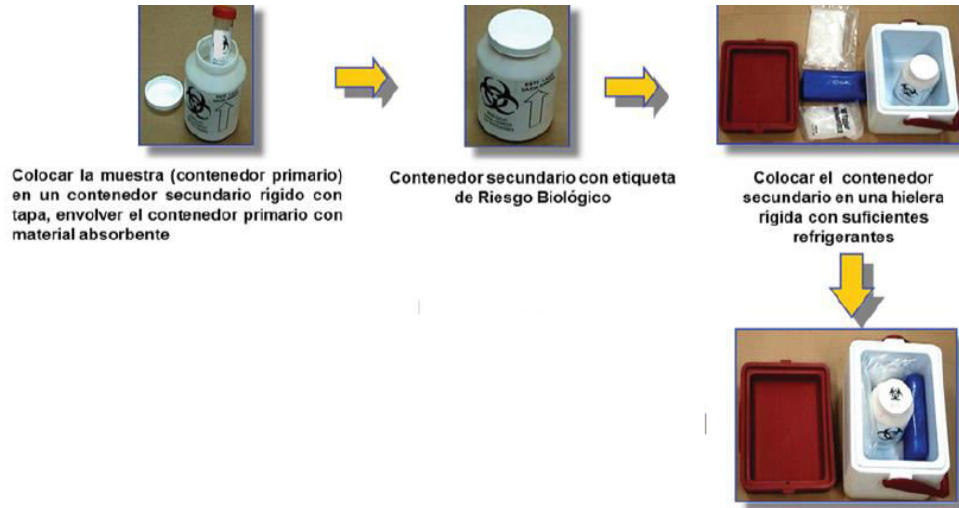 Colocar la muestra (contenedor primario)
en un contenedor secundario rígido con
tapa, envolver el contenedor primario con
material absorbente
Contenedor secundario con etiqueta
de Riesgo Biológico
Colocar el contenedor
secundario en una hielera
rígida con suficientes
refrigerantes